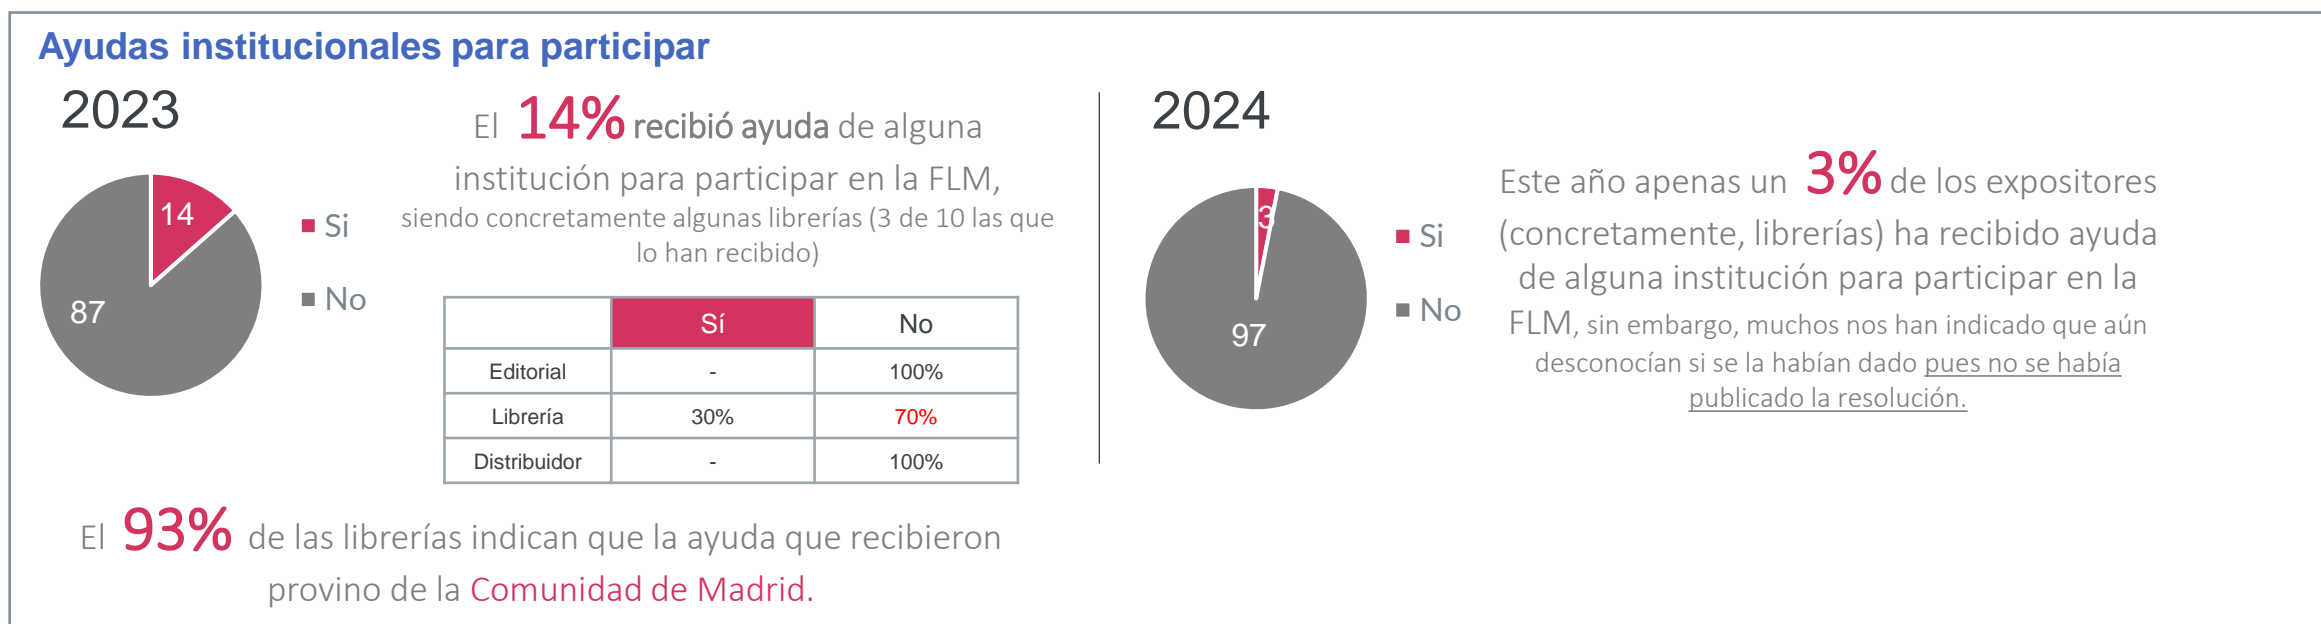 Ayudas institucionales para participar
2023
14
87
Si
No
El 14% recibió ayuda de alguna
institución para participar en la FLM,
siendo concretamente algunas librerías (3 de 10 las que
lo han recibido)
Sí No
Editorial - 100%
Librería 30% 70%
Distribuidor - 100%
El 93% de las librerías indican que la ayuda que recibieron
provino de la Comunidad de Madrid.
2024
3
97
Si
No
Este año apenas un 3% de los expositores
(concretamente, librerías) ha recibido ayuda
de alguna institución para participar en la
FLM, sin embargo, muchos nos han indicado que aún
desconocían si se la habían dado pues no se había
publicado la resolución.